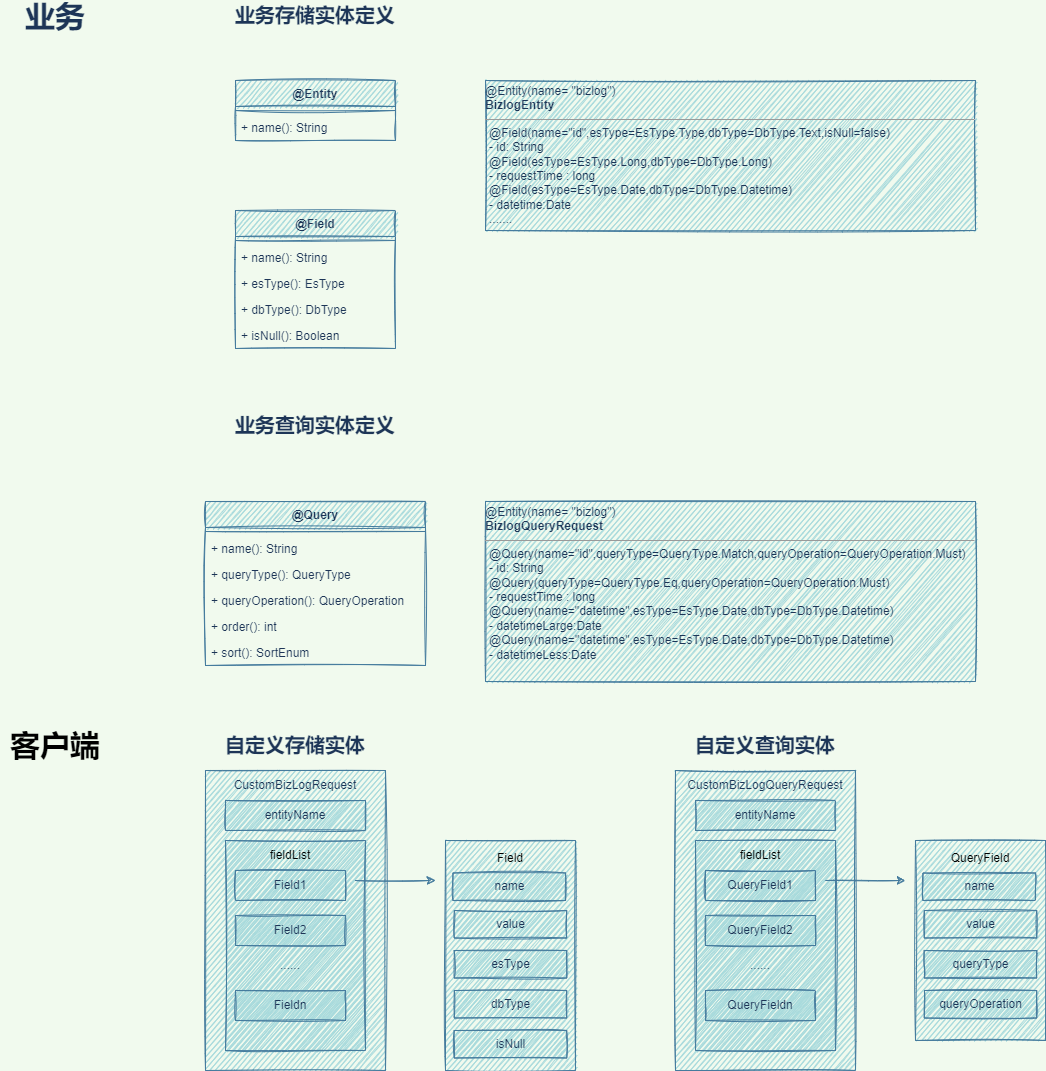 业务
业务存储实体定义
@Entity
+ name(): String
@Entity(name= "bizlog")
BizlogEntity
@Field(name="id",esType=EsType.Type,dbType=DbType.Text,isNull=false)
- id: String
@Field(esType=EsType.Long,dbType=DbType.Long)
- requestTime : long
@Field(esType=EsType.Date,dbType=DbType.Datetime)
- datetime:Date
.......
@Field
+ name(): String
+ esType(): EsType
+ dbType(): DbType
+ isNull(): Boolean
业务查询实体定义
@Query
+ name(): String
+ queryType(): QueryType
+ queryOperation(): QueryOperation
+ order(): int
+ sort(): SortEnum
@Entity(name= "bizlog")
BizlogQueryRequest
@Query(name="id",queryType=QueryType.Match,queryOperation=QueryOperation.Must)
- id: String
@Query(queryType=QueryType.Eq,queryOperation=QueryOperation.Must)
- requestTime : long
@Query(name="datetime",esType=EsType.Date,dbType=DbType.Datetime)
- datetimeLarge:Date
@Query(name="datetime",esType=EsType.Date,dbType=DbType.Datetime)
- datetimeLess:Date
客户端
自定义存储实体
CustomBizLogRequest
entityName
fieldList
Field1
Field2
......
Fieldn
Field
name
value
esType
dbType
isNull
自定义查询实体
CustomBizLogQueryRequest
entityName
fieldList
QueryField1
QueryField2
......
QueryFieldn
QueryField
name
value
queryType
queryOperation